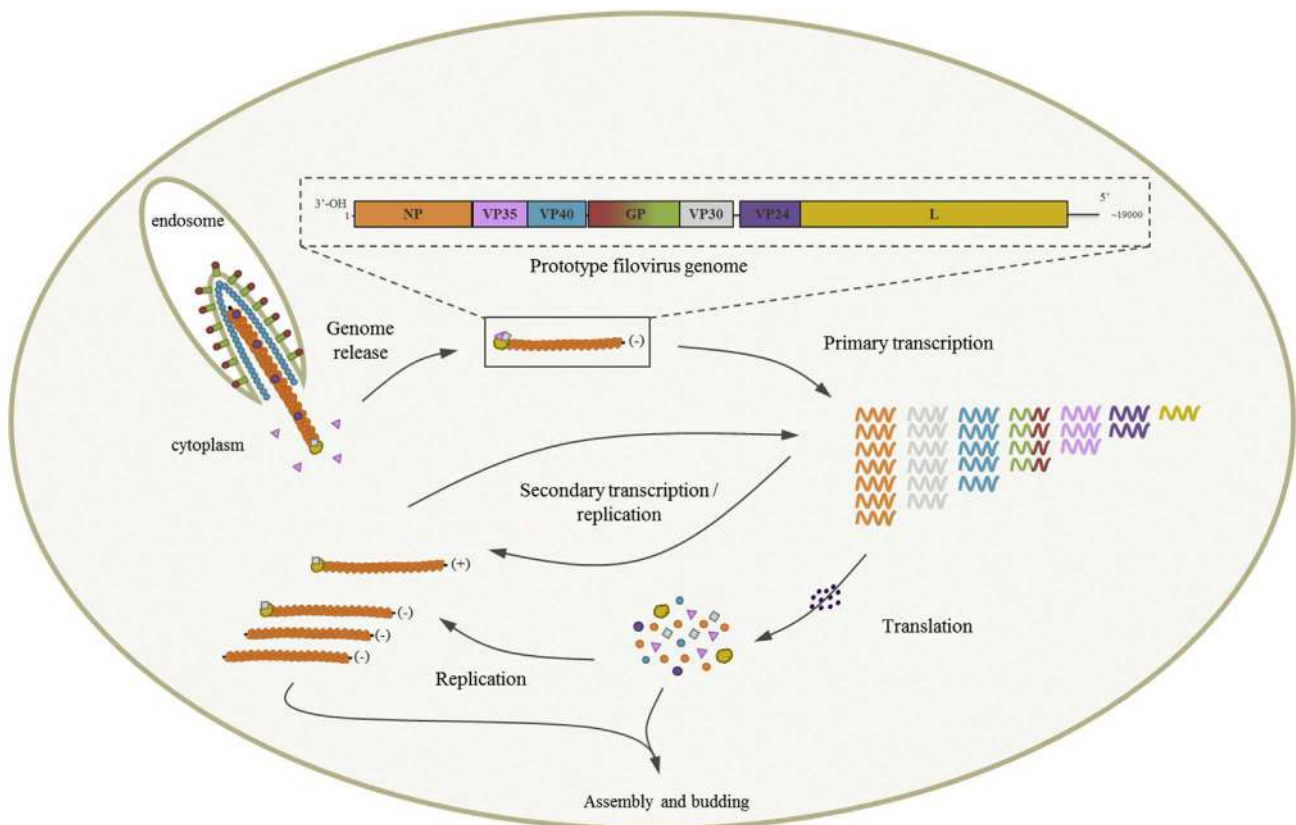 endosome
3'-OH
1
NP VP35 VP40 GP VP30 VP24 L
5'
~19000
Prototype filovirus genome
Genome
release
(-)
Primary transcription
cytoplasm
Secondary transcription /
replication
(+)
(-)
(-)
(-)
Translation
Replication
Assembly and budding